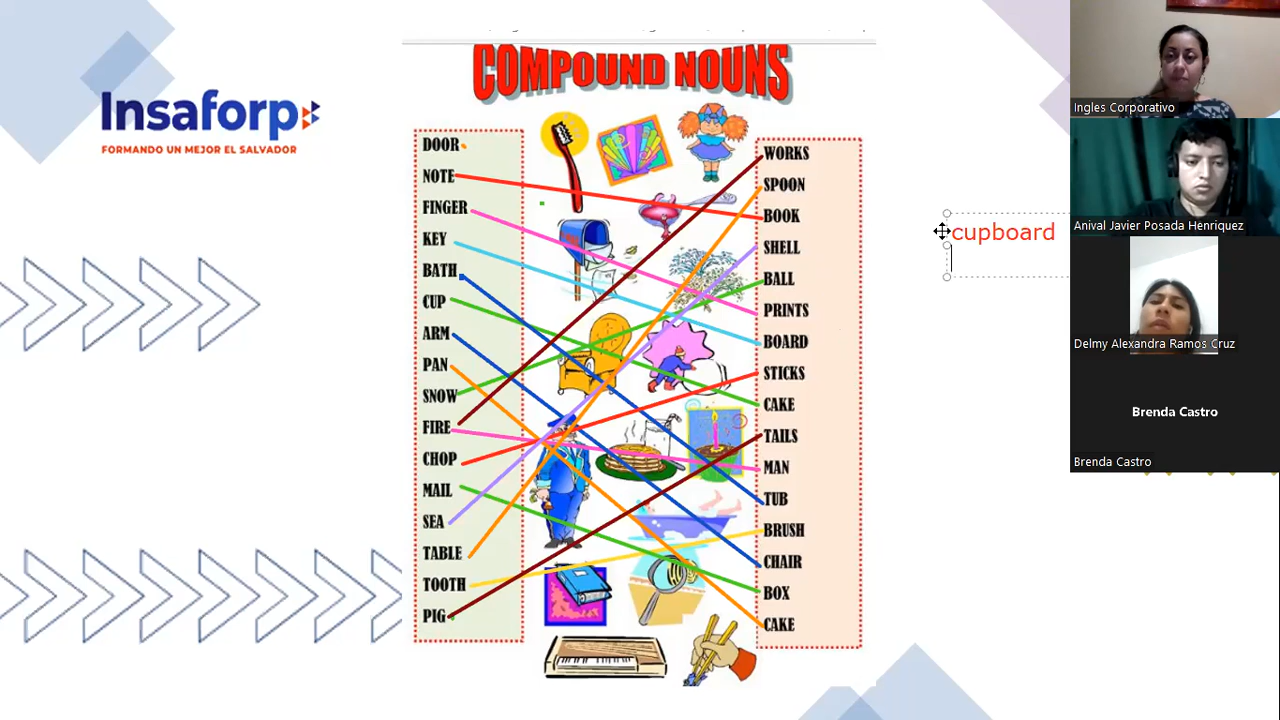 Insaforp
FORMANDO UN MEJOR EL SALVADOR
COMPOUND NOUNS
DOOR
NOTE
FINGER
KEY
BATH
CUP
ARM
PAN
SNOW
FIRE
CHOP
MAIL
SEA
TABLE
TOOTH
PIG
WORKS
SPOON
BOOK
SHELL
BALL
PRINTS
BOARD
STICKS
CAKE
TAILS
MAN
TUB
BRUSH
CHAIR
BOX
CAKE
cupboard
Ingles Corporativo
Anival Javier Posada Henriquez
Delmy Alexandra Ramos Cruz
Brenda Castro
Brenda Castro